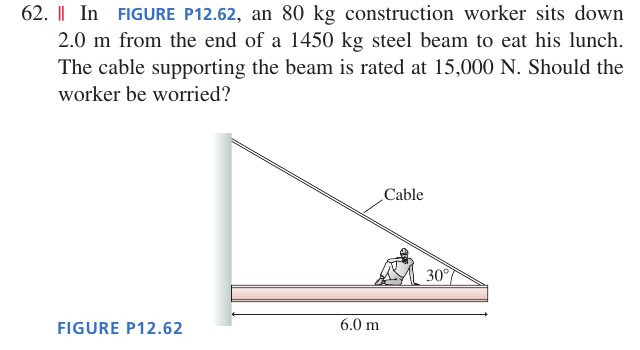 62. || In FIGURE P12.62, an 80 kg construction worker sits down
2.0 m from the end of a 1450 kg steel beam to eat his lunch.
The cable supporting the beam is rated at 15,000 N. Should the
worker be worried?
Cable
30°
6.0 m
FIGURE P12.62